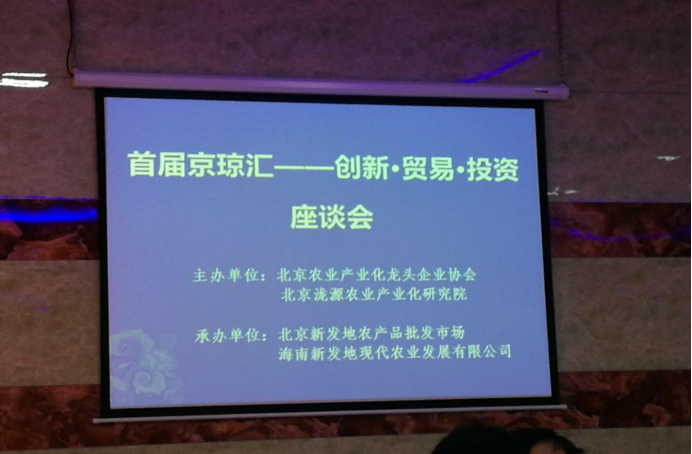 首届京琼汇——创新·贸易·投资
座谈会
主办单位：北京农业产业化龙头企业协会
北京泷源农业产业化研究院
承办单位：北京新发地农产品批发市场
海南新发地现代农业发展有限公司